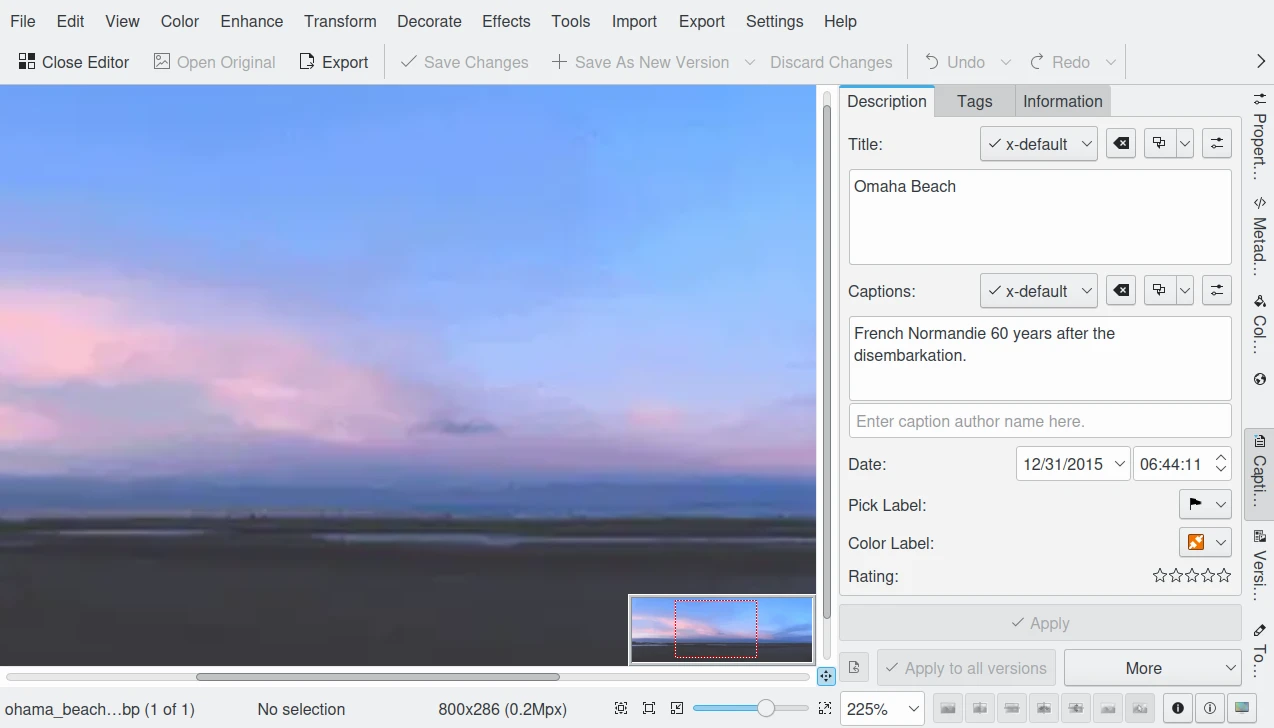 File Edit View Color Enhance Transform Decorate Effects Tools Import Export Settings Help
Close Editor Open Original Export Save Changes Save As New Version Discard Changes Undo Redo
Description Tags Information
Title: x-default
Omaha Beach
Captions: x-default
French Normandie 60 years after the
disembarkation.
Enter caption author name here.
Date: 12/31/2015 06:44:11
Pick Label:
Color Label:
Rating:
Apply
Apply to all versions More
Propert...
Metad...
Col...
Capti...
Versi...
To...
ohama_beach...bp (1 of 1) No selection 800x286 (0.2Mpx) 225%